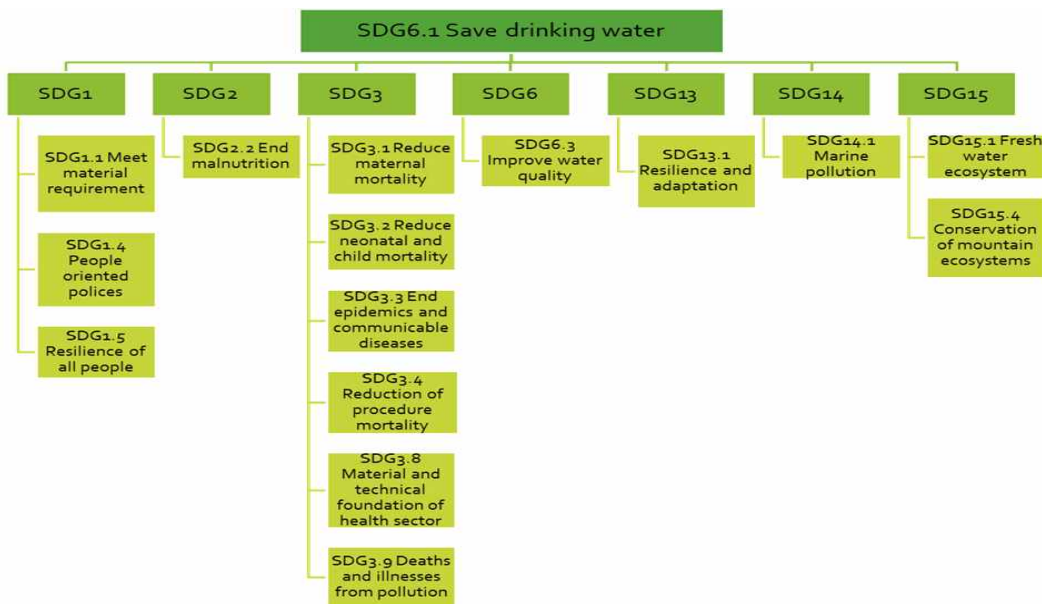 SDG6.1 Save drinking water
SDG1
SDG2
SDG3
SDG6
SDG13
SDG14
SDG15
SDG1.1 Meet
material
requirement
SDG1.4
People
oriented
polices
SDG1.5
Resilience of
all people
SDG2.2 End
malnutrition
SDG3.1 Reduce
maternal
mortality
SDG3.2 Reduce
neonatal and
child mortality
SDG3.3 End
epidemics and
communicable
diseases
SDG3.4
Reduction of
procedure
mortality
SDG3.8
Material and
technical
foundation of
health sector
SDG3.9 Deaths
and illnesses
from pollution
SDG6.3
Improve water
quality
SDG13.1
Resilience and
adaptation
SDG14.1
Marine
pollution
SDG15.1 Fresh
water
ecosystem
SDG15.4
Conservation
of mountain
ecosystems